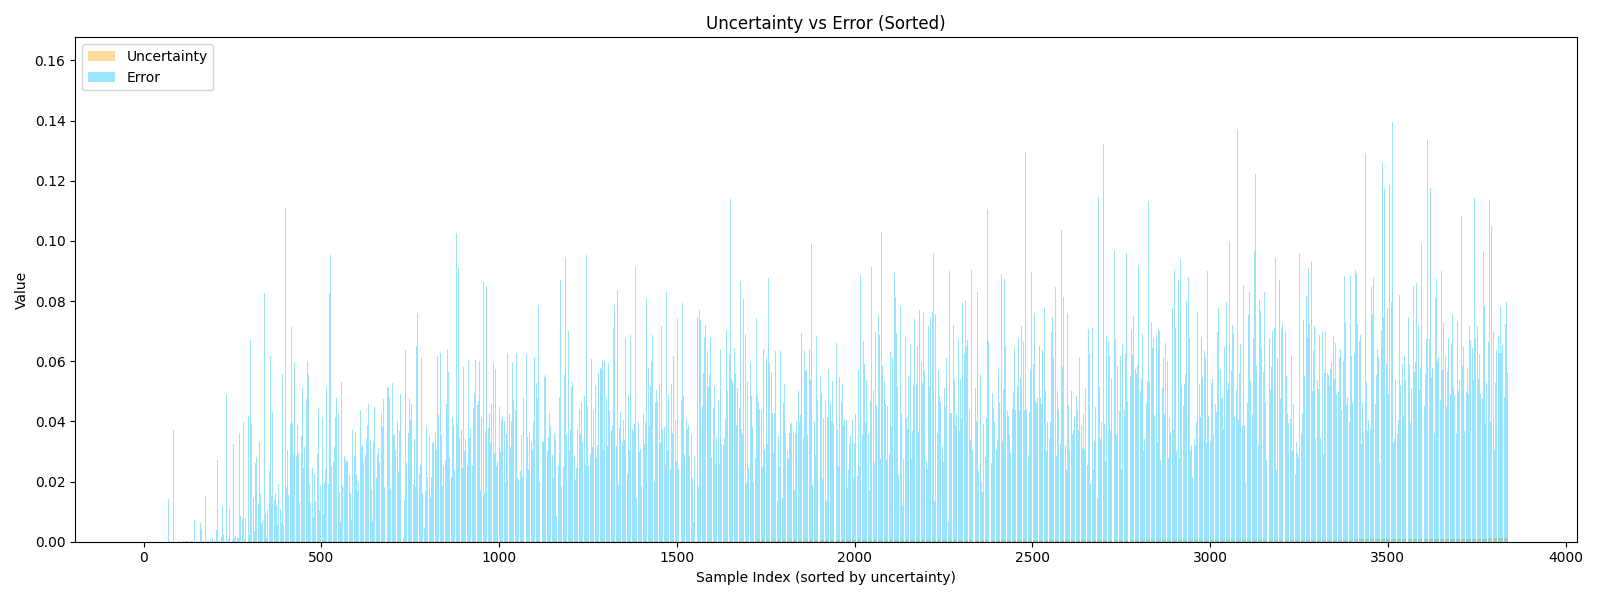 Uncertainty vs Error (Sorted)
Uncertainty
Error
Value
0.16
0.14
0.12
0.10
0.08
0.06
0.04
0.02
0.00
0 500 1000 1500 2000 2500 3000 3500 4000
Sample Index (sorted by uncertainty)